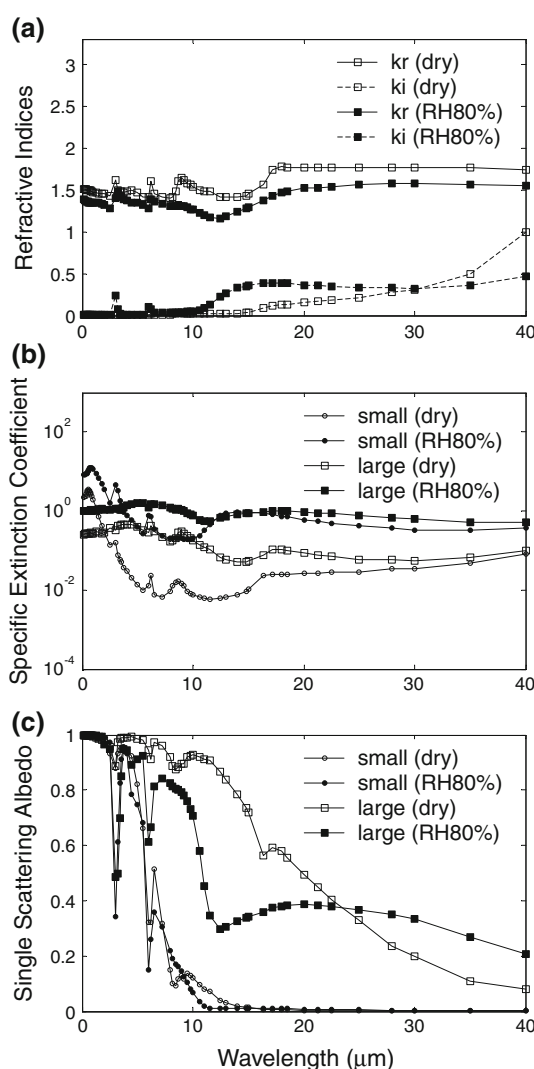 (a)
3
2
1.5
1
0.5
0
Refractive Indices
kr (dry)
ki (dry)
kr (RH80%)
ki (RH80%)
0 10 20 30 40
(b)
10^2
10^0
10^-2
10^-4
Specific Extinction Coefficient
small (dry)
small (RH80%)
large (dry)
large (RH80%)
0 10 20 30 40
(c)
1
0.8
0.6
0.4
0.2
0
Single Scattering Albedo
small (dry)
small (RH80%)
large (dry)
large (RH80%)
0 10 20 30 40
Wavelength (μm)